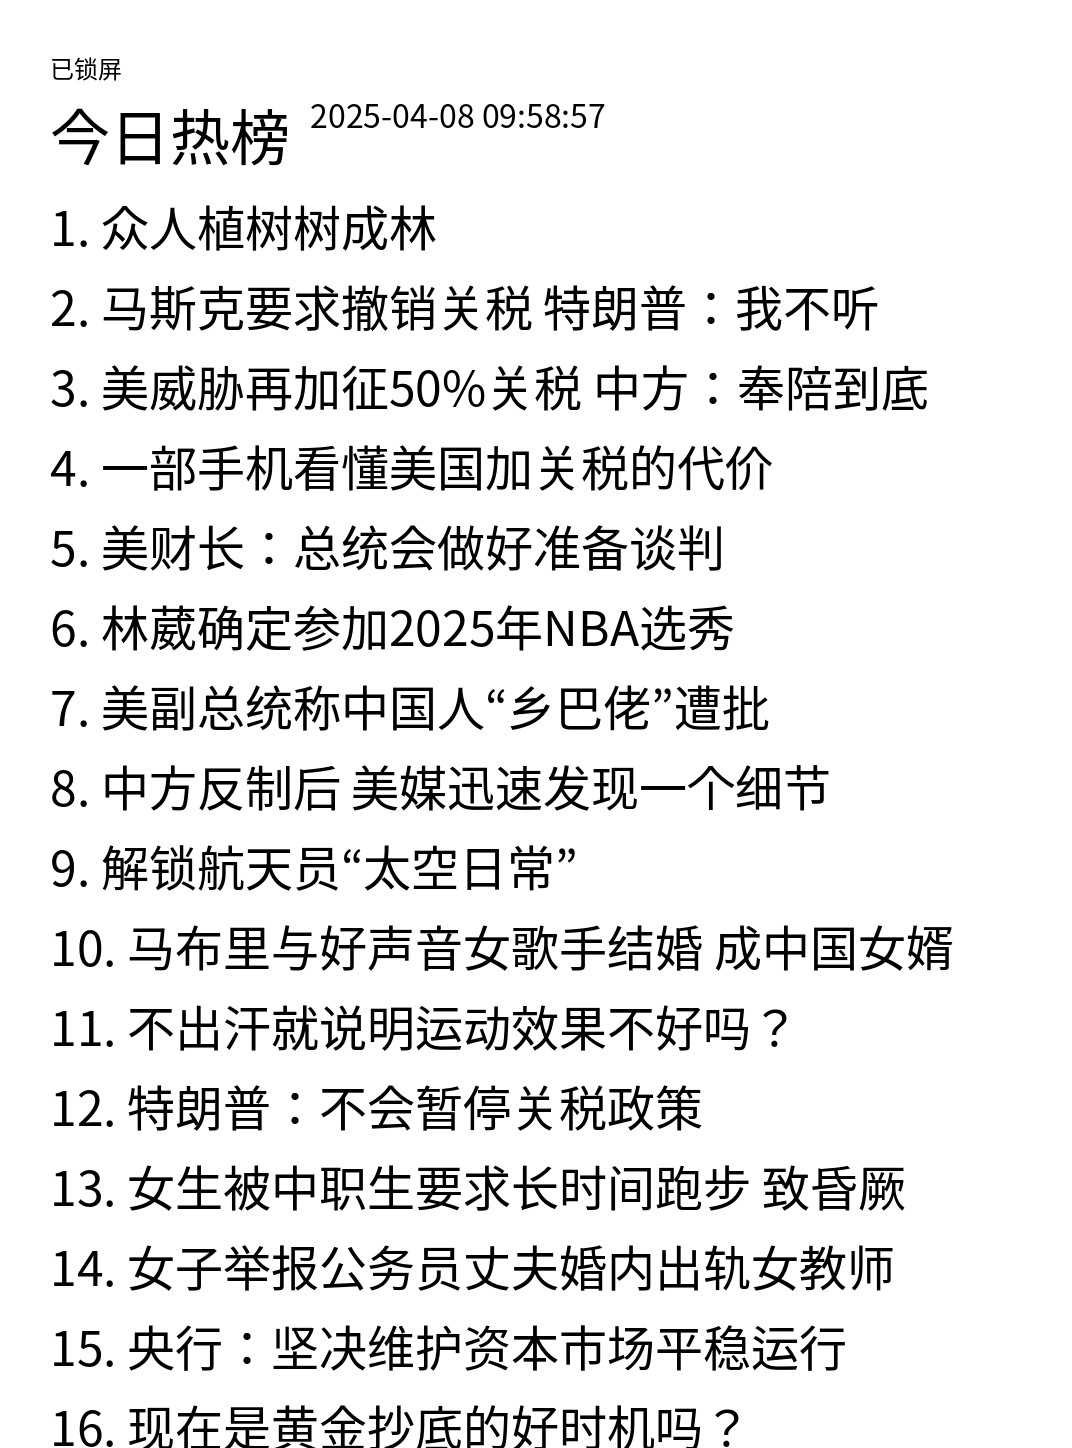 已锁屏
今日热榜 2025-04-08 09:58:57
1. 众人植树树成林
2. 马斯克要求撤销关税 特朗普：我不听
3. 美威胁再加征50%关税 中方：奉陪到底
4. 一部手机看懂美国加关税的代价
5. 美财长：总统会做好准备谈判
6. 林葳确定参加2025年NBA选秀
7. 美副总统称中国人“乡巴佬”遭批
8. 中方反制后 美媒迅速发现一个细节
9. 解锁航天员“太空日常”
10. 马布里与好声音女歌手结婚 成中国女婿
11. 不出汗就说明运动效果不好吗？
12. 特朗普：不会暂停关税政策
13. 女生被中职生要求长时间跑步 致昏厥
14. 女子举报公务员丈夫婚内出轨女教师
15. 央行：坚决维护资本市场平稳运行
16. 现在是黄金抄底的好时机吗？